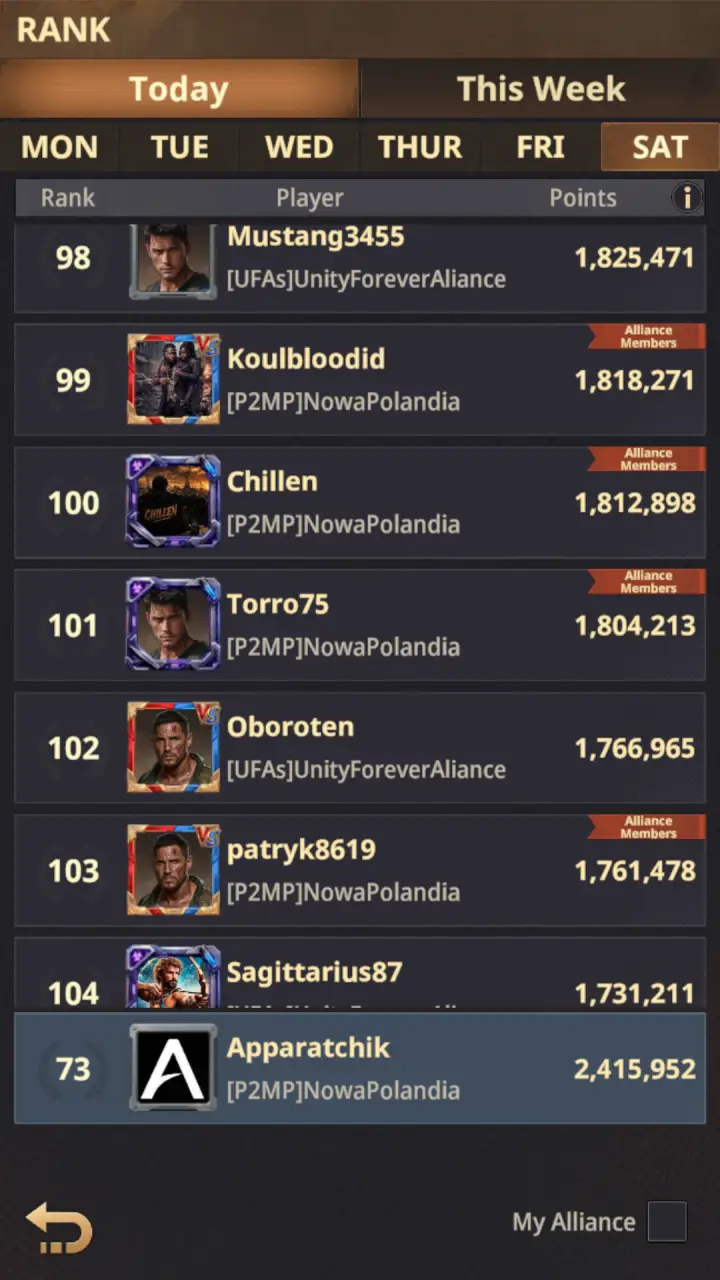 RANK
Today
This Week
MON
TUE
WED
THUR
FRI
SAT
Rank
Player
Points
98
Mustang3455
[UFAs]UnityForeverAliance
1,825,471
99
Koulbloodid
[P2MP]NowaPolandia
Alliance
Members
1,818,271
100
CHILLEN
Chillen
[P2MP]NowaPolandia
Alliance
Members
1,812,898
101
Torro75
[P2MP]NowaPolandia
Alliance
Members
1,804,213
102
VS
Oboroten
[UFAs]UnityForeverAliance
1,766,965
103
VS
patryk8619
[P2MP]NowaPolandia
Alliance
Members
1,761,478
104
Sagittarius87
1,731,211
73
A
Apparatchik
[P2MP]NowaPolandia
2,415,952
My Alliance